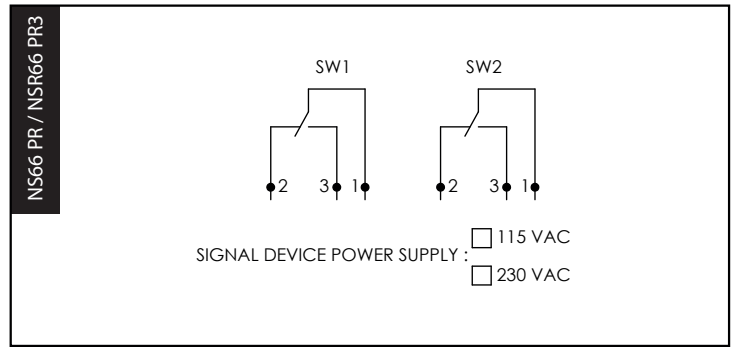 NS66 PR / NSR66 PR3
SW1 SW2
2 3 1 2 3 1
SIGNAL DEVICE POWER SUPPLY :
115 VAC
230 VAC